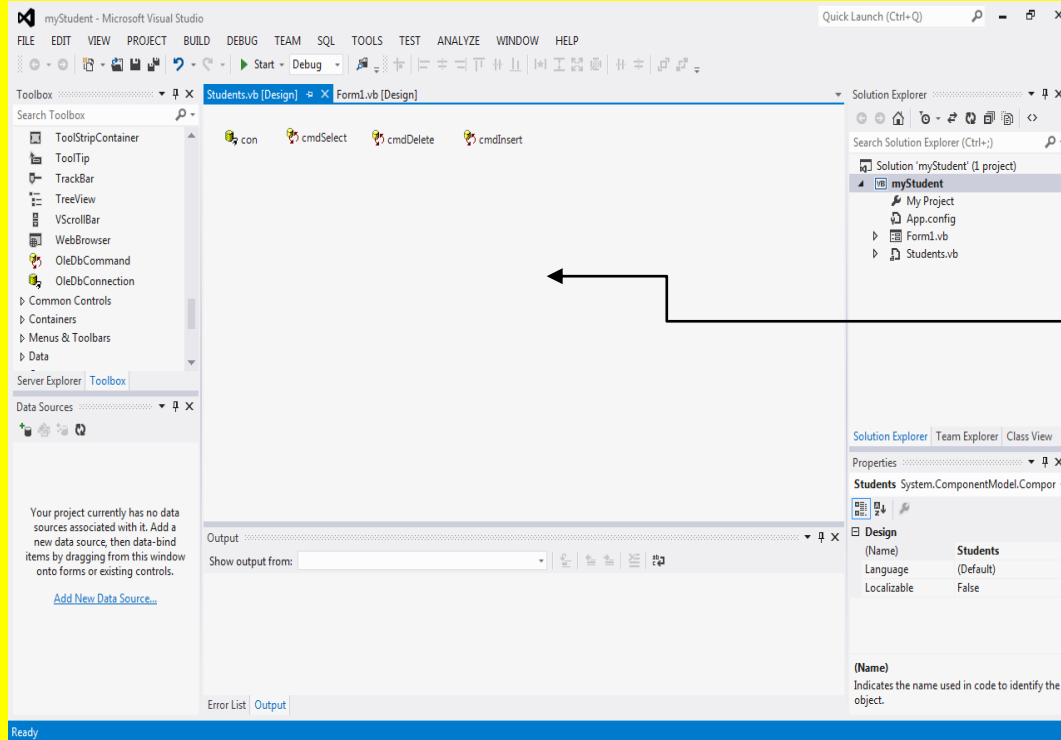 myStudent - Microsoft Visual Studio
Quick Launch (Ctrl+Q)
FILE EDIT VIEW PROJECT BUILD DEBUG TEAM SQL TOOLS TEST ANALYZE WINDOW HELP
Start Debug
Toolbox
Search Toolbox
ToolStripContainer
ToolTip
TrackBar
TreeView
VScrollBar
WebBrowser
OleDbCommand
OleDbConnection
Common Controls
Containers
Menus & Toolbars
Data
Server Explorer Toolbox
Data Sources
Your project currently has no data
sources associated with it. Add a
new data source, then data-bind
items by dragging from this window
onto forms or existing controls.
Add New Data Source...
Students.vb [Design] Form1.vb [Design]
con cmdSelect cmdDelete cmdInsert
Output
Show output from:
Error List Output
Solution Explorer
Search Solution Explorer (Ctrl+;)
Solution 'myStudent' (1 project)
VB myStudent
My Project
App.config
Form1.vb
Students.vb
Solution Explorer Team Explorer Class View
Properties
Students System.ComponentModel.Compor
Design
(Name) Students
Language (Default)
Localizable False
(Name)
Indicates the name used in code to identify the
object.
Ready